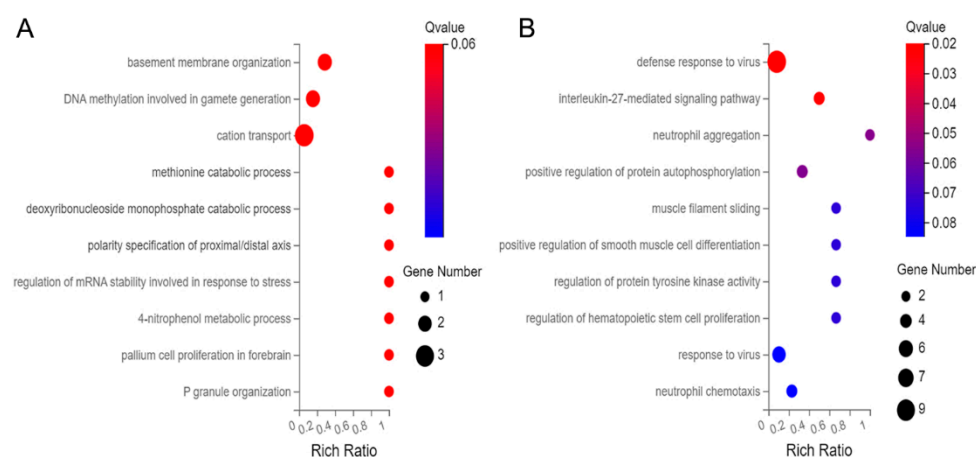 A
Qvalue
0.06
basement membrane organization
DNA methylation involved in gamete generation
cation transport
methionine catabolic process
deoxyribonucleoside monophosphate catabolic process
polarity specification of proximal/distal axis
regulation of mRNA stability involved in response to stress
4-nitrophenol metabolic process
pallium cell proliferation in forebrain
P granule organization
Gene Number
1
2
3
0 0.2 0.4 0.6 0.8 1
Rich Ratio
B
Qvalue
0.02
0.03
0.04
0.05
0.06
0.07
0.08
defense response to virus
interleukin-27-mediated signaling pathway
neutrophil aggregation
positive regulation of protein autophosphorylation
muscle filament sliding
positive regulation of smooth muscle cell differentiation
regulation of protein tyrosine kinase activity
regulation of hematopoietic stem cell proliferation
response to virus
neutrophil chemotaxis
Gene Number
2
4
6
7
9
0 0.2 0.4 0.6 0.8 1
Rich Ratio